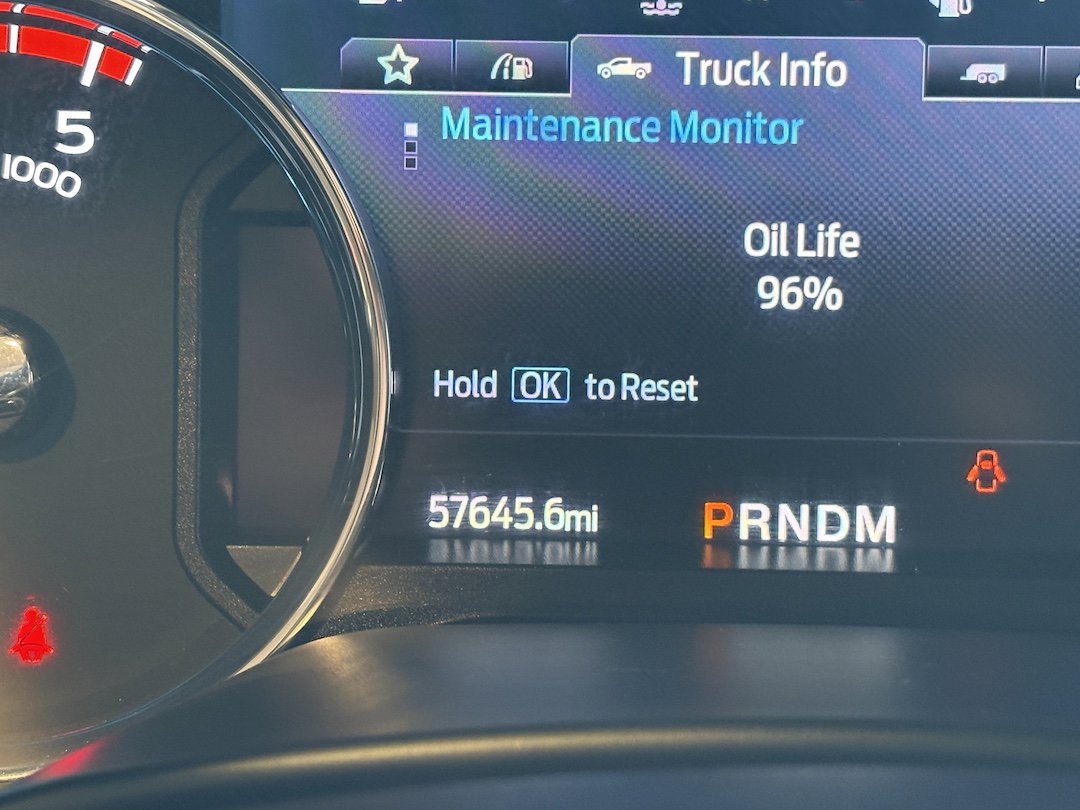 5
1000
Truck Info
Maintenance Monitor
Oil Life
96%
Hold OK to Reset
57645.6mi
PRNDM